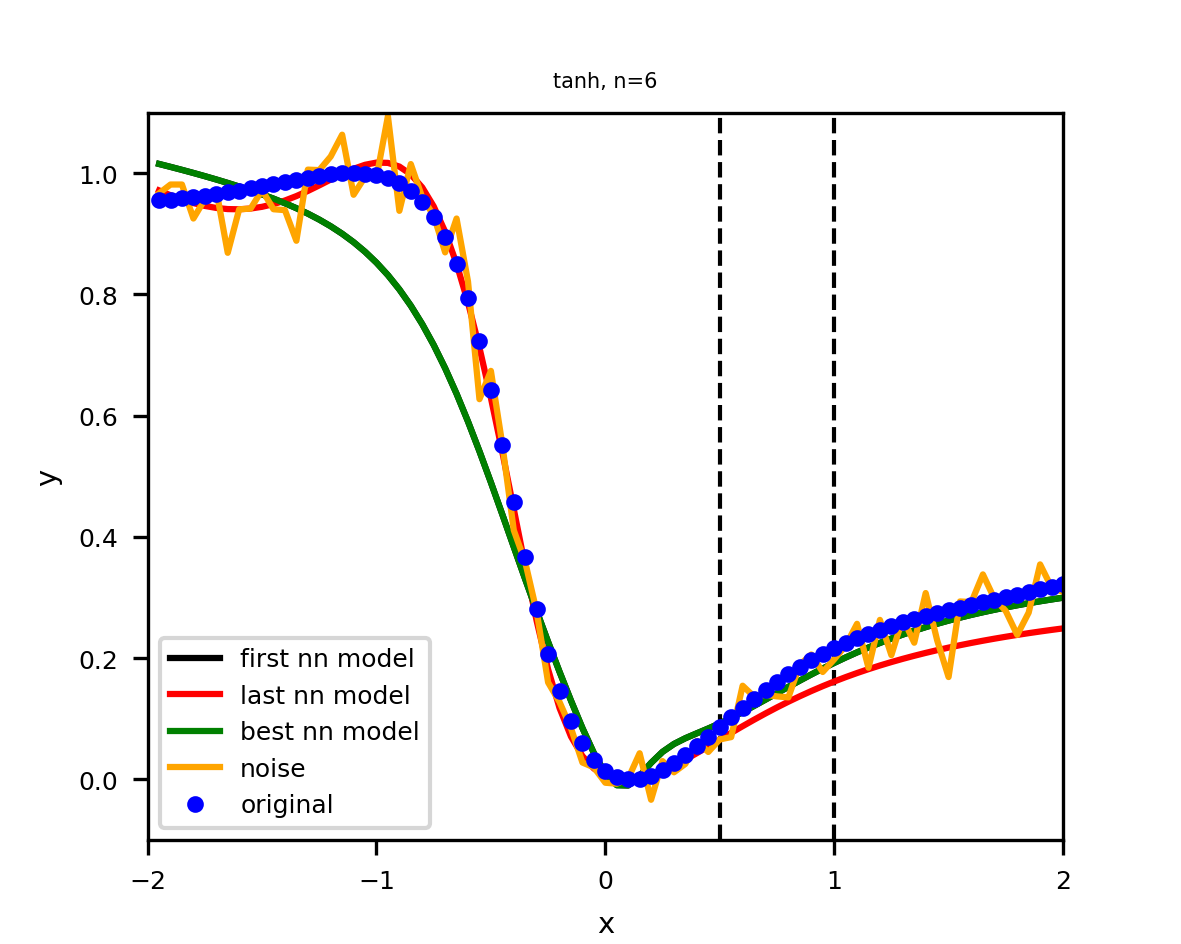 tanh, n=6
1.0
0.8
0.6
0.4
0.2
0.0
y
first nn model
last nn model
best nn model
noise
original
−2
−1
0
1
2
x